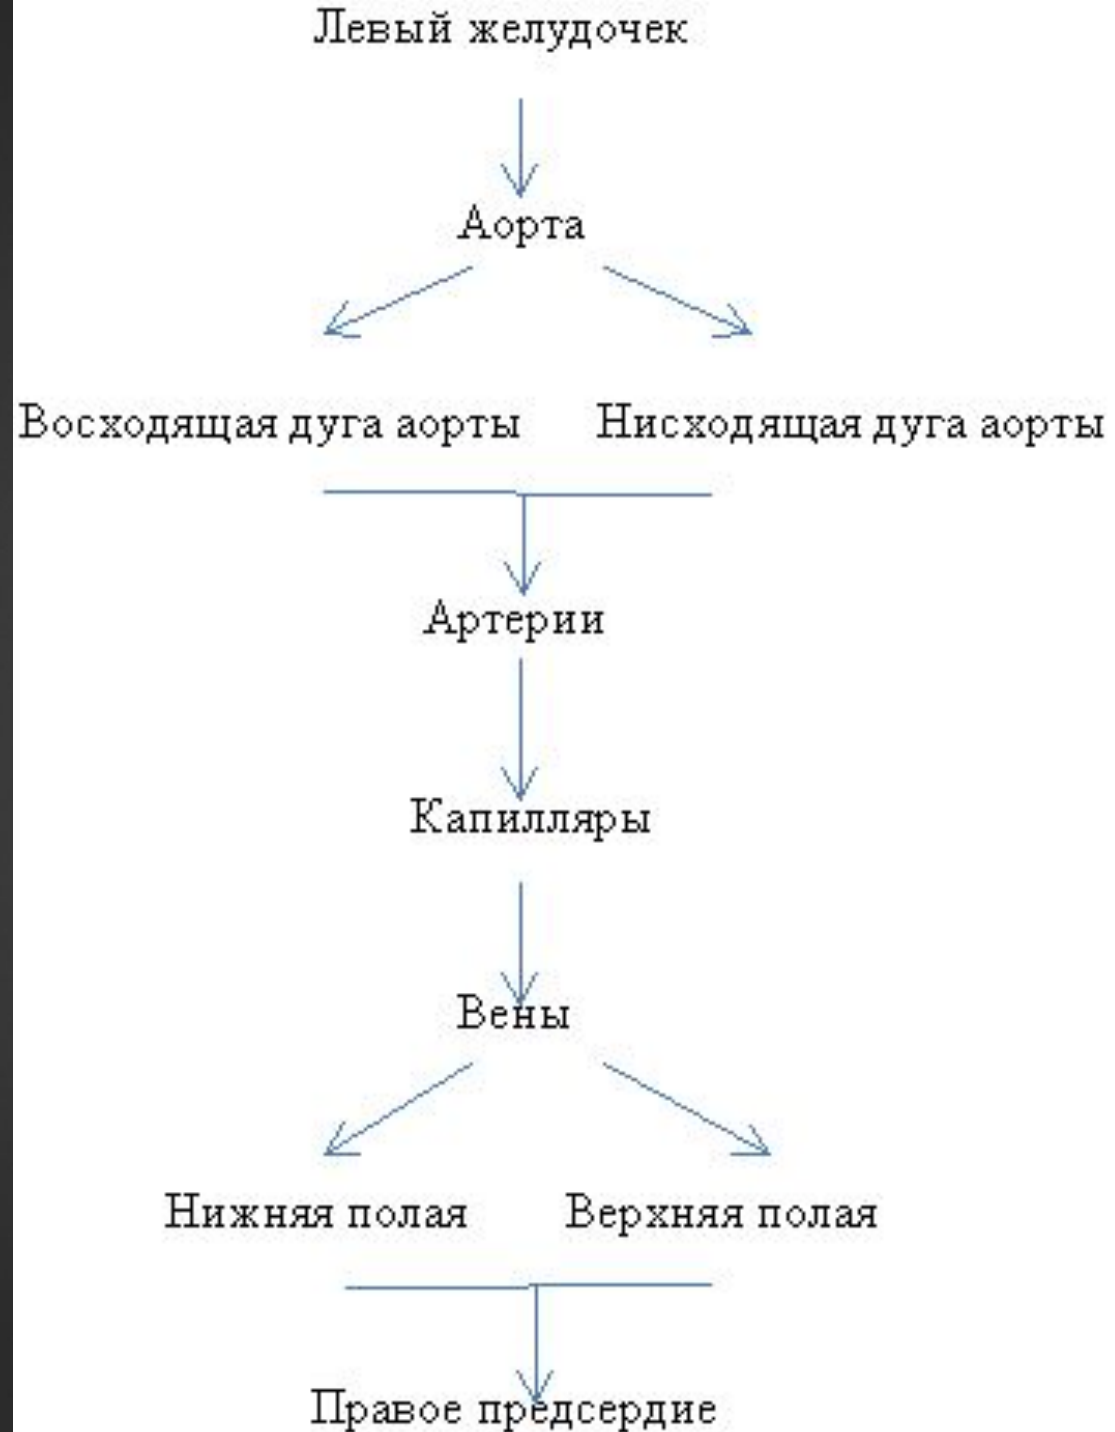 Левый желудочек
Аорта
Восходящая дуга аорты Нисходящая дуга аорты
Артерии
Капилляры
Вены
Нижняя полая Верхняя полая
Правое предсердие